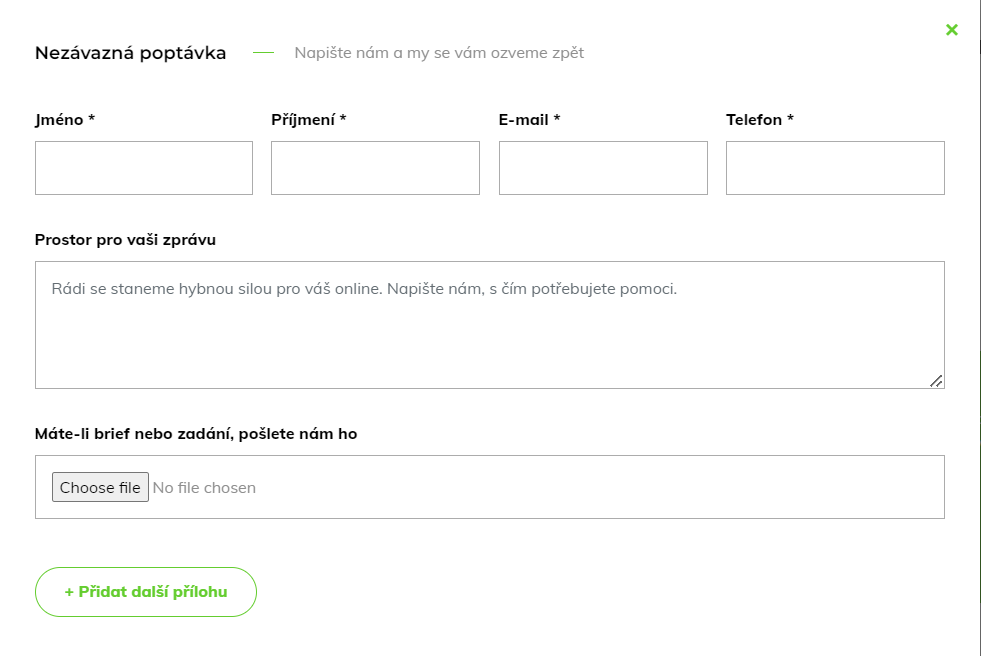 Nezávazná poptávka — Napište nám a my se vám ozveme zpět
Jméno * Příjmení * E-mail * Telefon *
Prostor pro vaši zprávu
Rádi se staneme hybnou silou pro váš online. Napište nám, s čím potřebujete pomoci.
Máte-li brief nebo zadání, pošlete nám ho
Choose file No file chosen
+ Přidat další přílohu